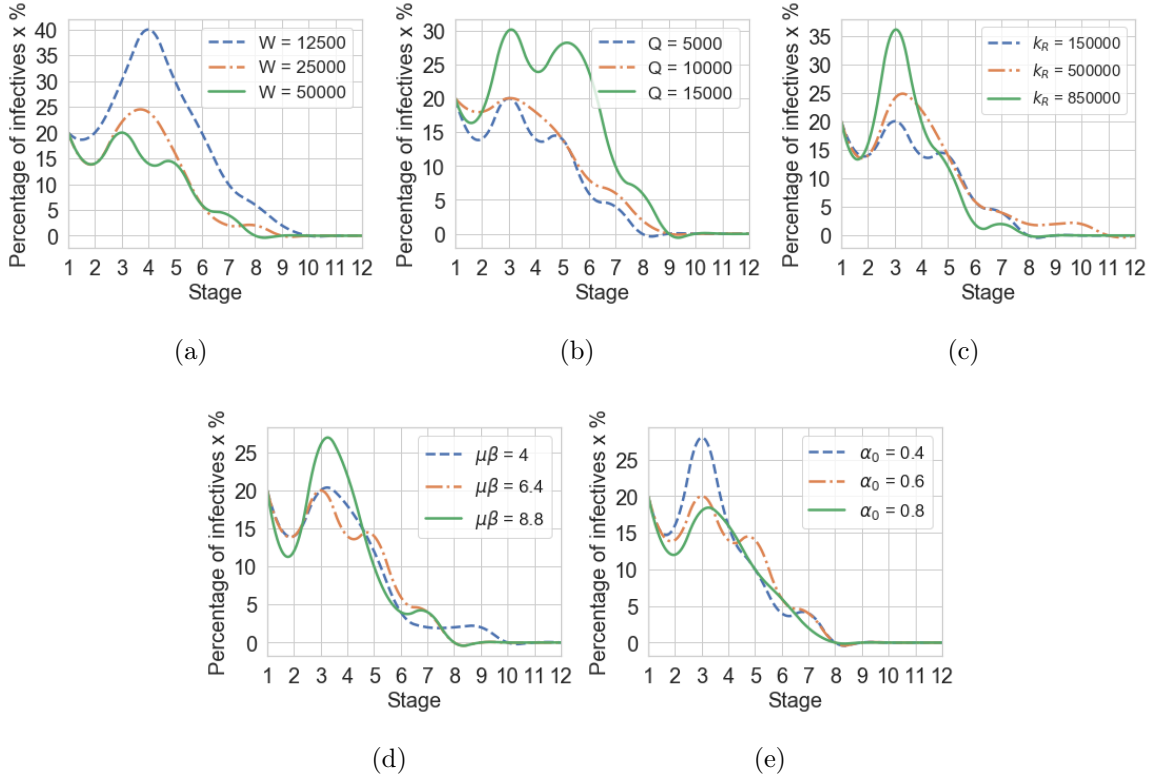 Percentage of infectives x %
40
35
30
25
20
15
10
5
0
W = 12500
W = 25000
W = 50000
1 2 3 4 5 6 7 8 9 10 11 12
Stage
(a)
Percentage of infectives x %
30
25
20
15
10
5
0
Q = 5000
Q = 10000
Q = 15000
1 2 3 4 5 6 7 8 9 10 11 12
Stage
(b)
Percentage of infectives x %
35
30
25
20
15
10
5
0
k_R = 150000
k_R = 500000
k_R = 850000
1 2 3 4 5 6 7 8 9 10 11 12
Stage
(c)
Percentage of infectives x %
25
20
15
10
5
0
μβ = 4
μβ = 6.4
μβ = 8.8
1 2 3 4 5 6 7 8 9 10 11 12
Stage
(d)
Percentage of infectives x %
25
20
15
10
5
0
α₀ = 0.4
α₀ = 0.6
α₀ = 0.8
1 2 3 4 5 6 7 8 9 10 11 12
Stage
(e)